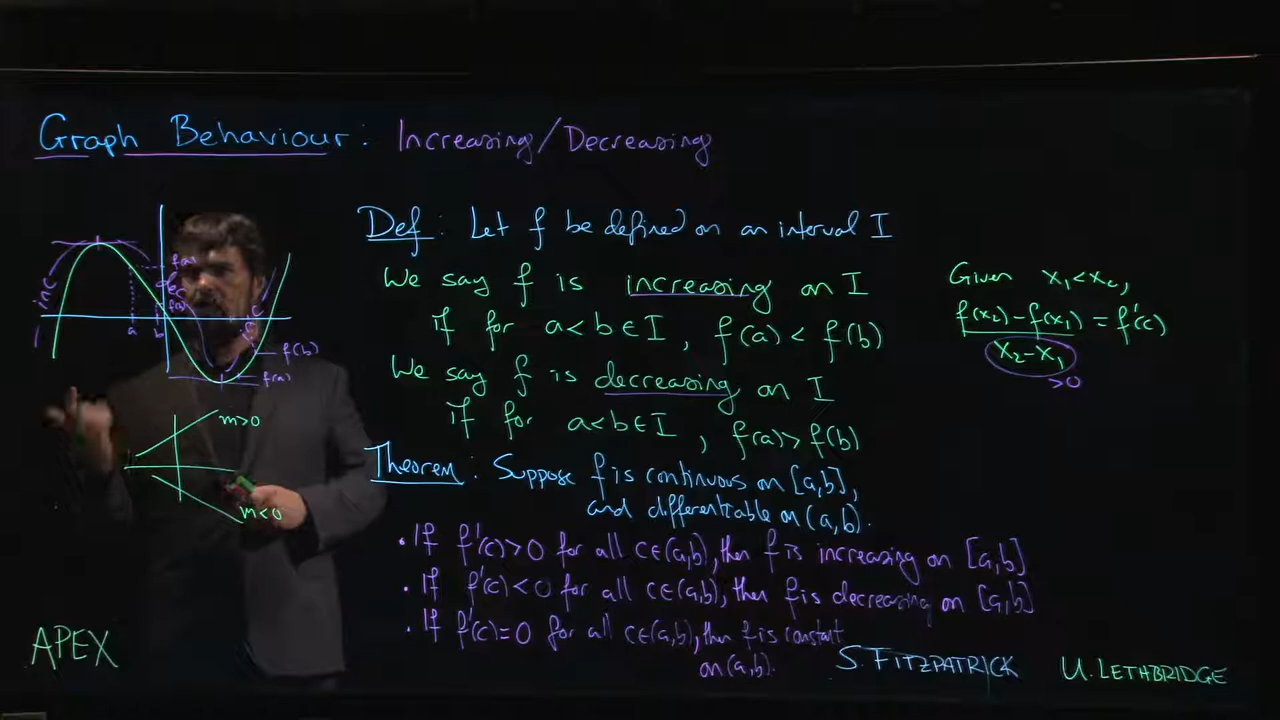 Graph Behaviour: Increasing/Decreasing
Def: Let f be defined on an interval I
We say f is increasing on I
if for a<b∈I, f(a) < f(b)
We say f is decreasing on I
if for a<b∈I, f(a)>f(b)
Theorem: Suppose f is continuous on [a,b],
and differentiable on (a,b).
• If f'(c)>0 for all c∈(a,b), then f is increasing on [a,b]
• If f'(c)<0 for all c∈(a,b), then f is decreasing on [a,b]
• If f'(c)=0 for all c∈(a,b), then f is constant
on (a,b).
Given x₁<x₂,
f(x₂)-f(x₁) = f'(c)
x₂-x₁
>0
inc
dec
f(a)
a
b
f(b)
f(a)
m>0
m<0
APEX
S. FITZPATRICK
U. LETHBRIDGE